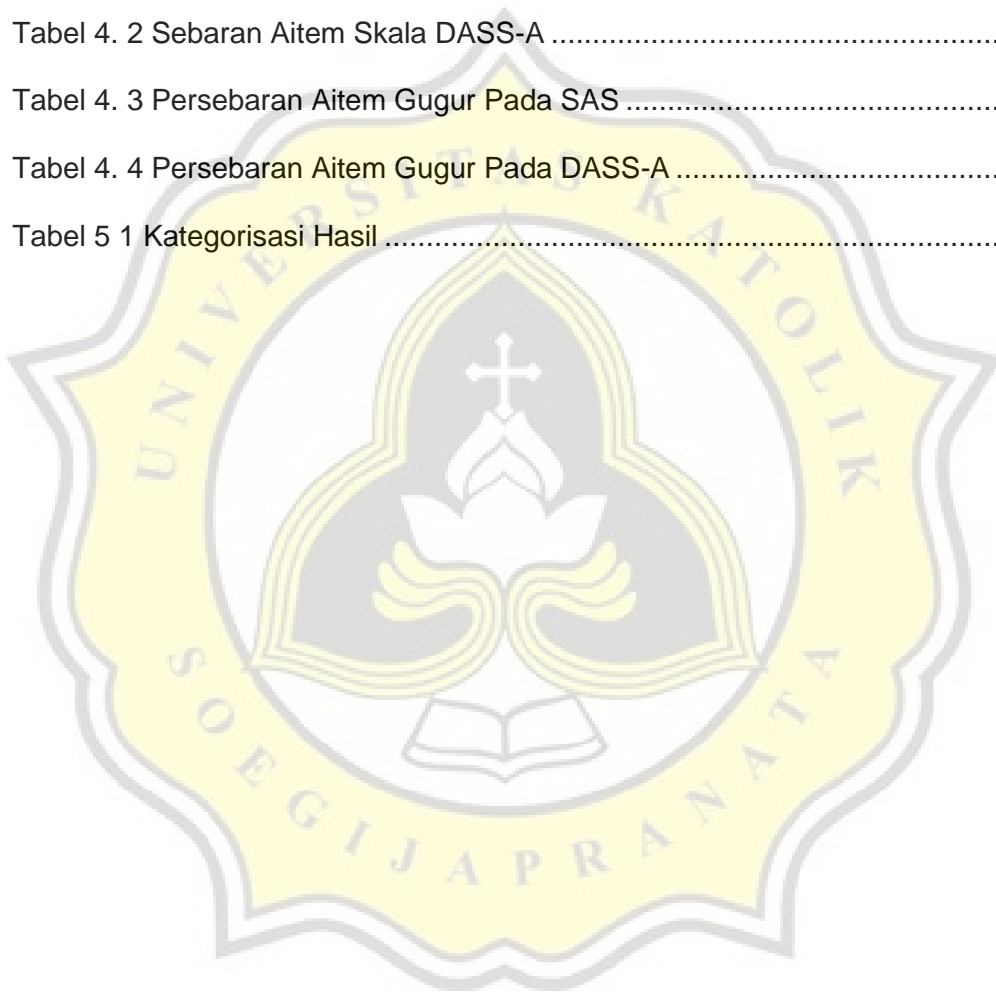 Tabel 4. 2 Sebaran Aitem Skala DASS-A ......................................................
Tabel 4. 3 Persebaran Aitem Gugur Pada SAS ..........................................
Tabel 4. 4 Persebaran Aitem Gugur Pada DASS-A .......................................
Tabel 5 1 Kategorisasi Hasil ..........................................................................
UNIVERSITAS KATOLIK
SOEGIJAPRANATA